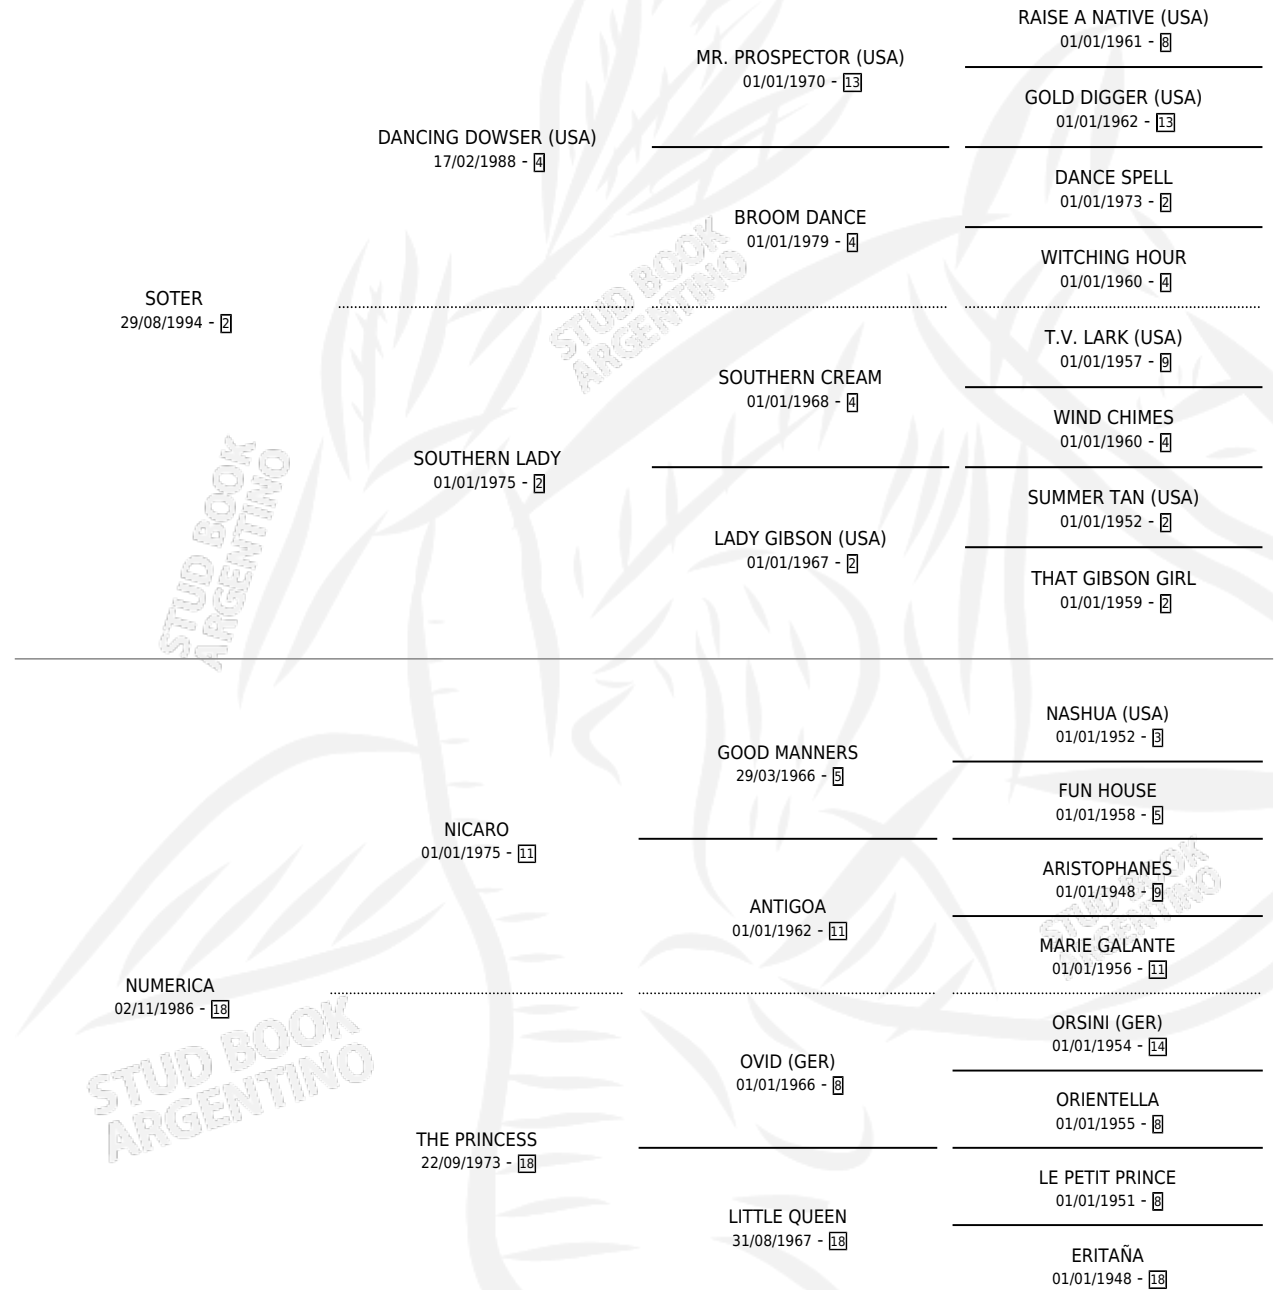 RAISE A NATIVE (USA)
01/01/1961 - 8
MR. PROSPECTOR (USA)
01/01/1970 - 13
GOLD DIGGER (USA)
01/01/1962 - 13
DANCING DOWSER (USA)
17/02/1988 - 4
DANCE SPELL
01/01/1973 - 2
BROOM DANCE
01/01/1979 - 4
WITCHING HOUR
01/01/1960 - 4
SOTER
29/08/1994 - 2
T.V. LARK (USA)
01/01/1957 - 9
SOUTHERN CREAM
01/01/1968 - 4
WIND CHIMES
01/01/1960 - 4
SOUTHERN LADY
01/01/1975 - 2
SUMMER TAN (USA)
01/01/1952 - 2
LADY GIBSON (USA)
01/01/1967 - 2
THAT GIBSON GIRL
01/01/1959 - 2
STUD BOOK
ARGENTINO
STUD BOOK
ARGENTINO
NASHUA (USA)
01/01/1952 - 3
GOOD MANNERS
29/03/1966 - 5
FUN HOUSE
01/01/1958 - 5
NICARO
01/01/1975 - 11
ARISTOPHANES
01/01/1948 - 9
ANTIGOA
01/01/1962 - 11
MARIE GALANTE
01/01/1956 - 11
NUMERICA
02/11/1986 - 18
ORSINI (GER)
01/01/1954 - 14
OVID (GER)
01/01/1966 - 8
ORIENTELLA
01/01/1955 - 8
THE PRINCESS
22/09/1973 - 18
LE PETIT PRINCE
01/01/1951 - 8
LITTLE QUEEN
31/08/1967 - 18
ERITAÑA
01/01/1948 - 18
STUD BOOK
ARGENTINO
STUD BOOK
ARGENTINO